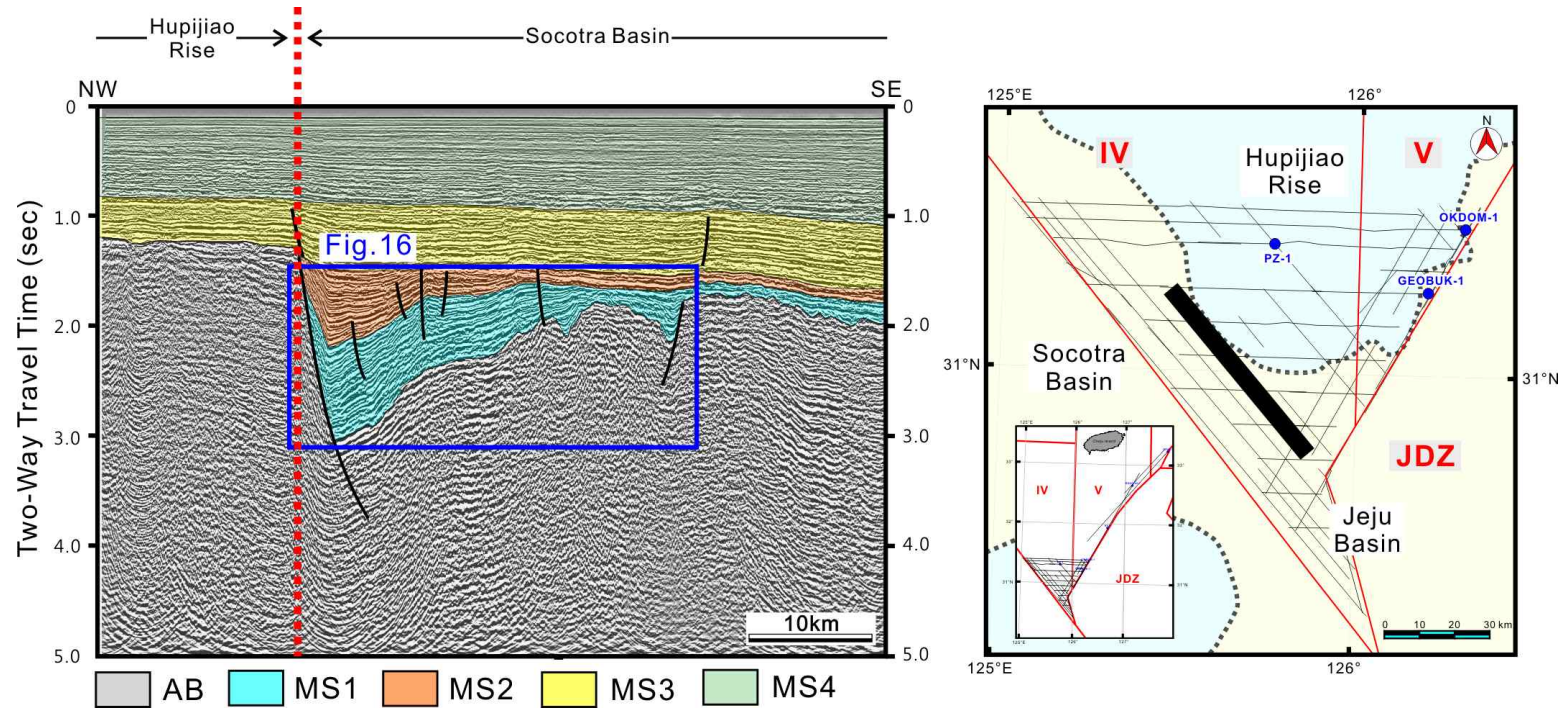 Hupijiao
Rise
Socotra Basin
NW
SE
0
1.0
2.0
3.0
4.0
5.0
Two-Way Travel Time (sec)
0
1.0
2.0
3.0
4.0
5.0
Fig.16
10km
AB
MS1
MS2
MS3
MS4
125°E
126°
IV
V
N
Hupijiao
Rise
OKDOM-1
PZ-1
GEOBUK-1
31°N
31°N
Socotra
Basin
JDZ
Jeju
Basin
0
10
20
30 km
125°E
126°
IV
V
JDZ